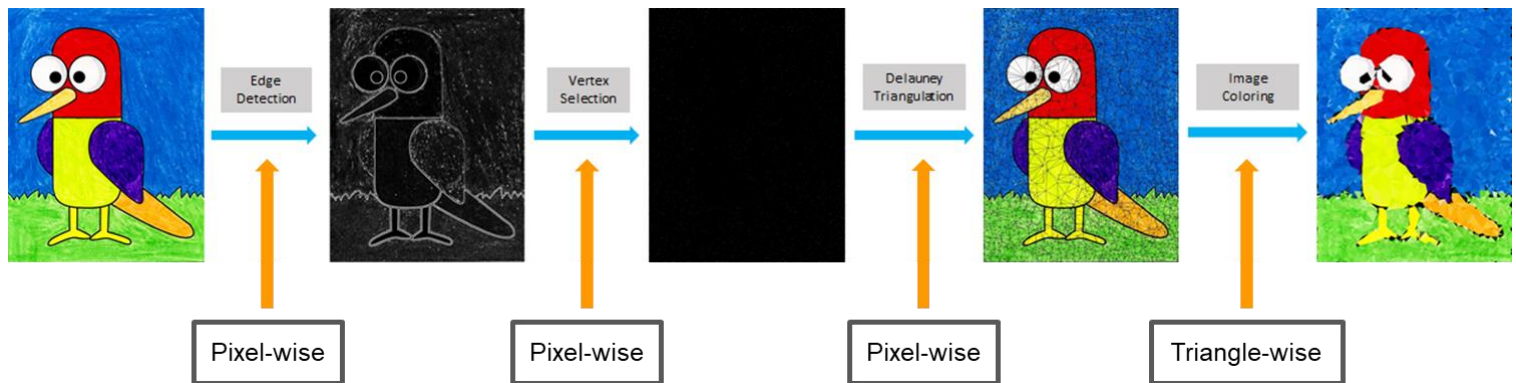 Edge
Detection
Vertex
Selection
Delauney
Triangulation
Image
Coloring
Pixel-wise
Pixel-wise
Pixel-wise
Triangle-wise